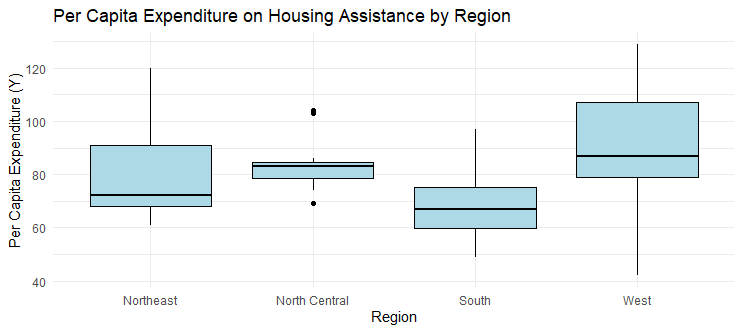 Per Capita Expenditure on Housing Assistance by Region
Per Capita Expenditure (Y)
120
100
80
60
40
Northeast
North Central
South
West
Region